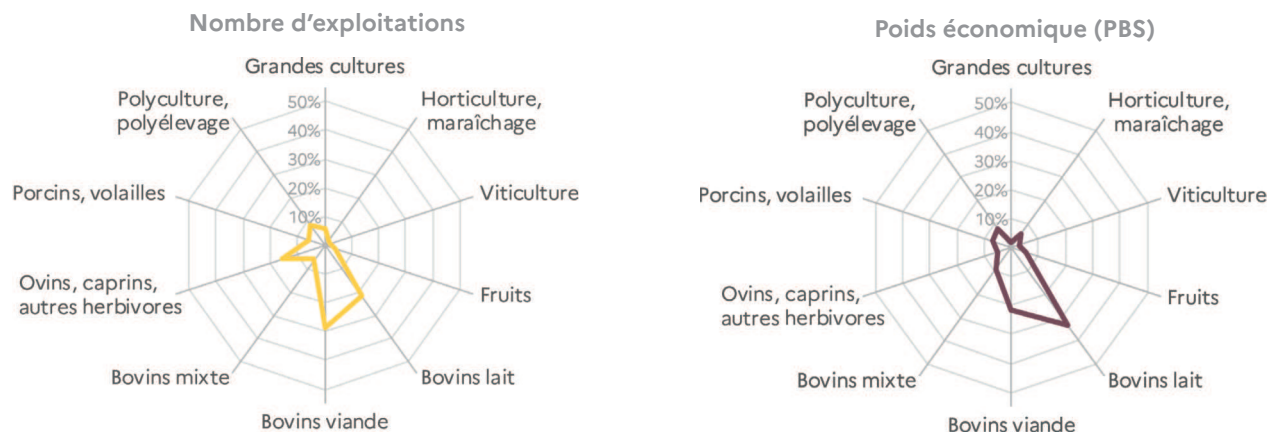 Nombre d’exploitations
Grandes cultures
Polyculture,
polyélevage
Horticulture,
maraîchage
50%
40%
30%
20%
10%
Porcins, volailles
Viticulture
Ovins, caprins,
autres herbivores
Fruits
Bovins mixte
Bovins lait
Bovins viande
Poids économique (PBS)
Grandes cultures
Polyculture,
polyélevage
Horticulture,
maraîchage
50%
40%
30%
20%
10%
Porcins, volailles
Viticulture
Ovins, caprins,
autres herbivores
Fruits
Bovins mixte
Bovins lait
Bovins viande